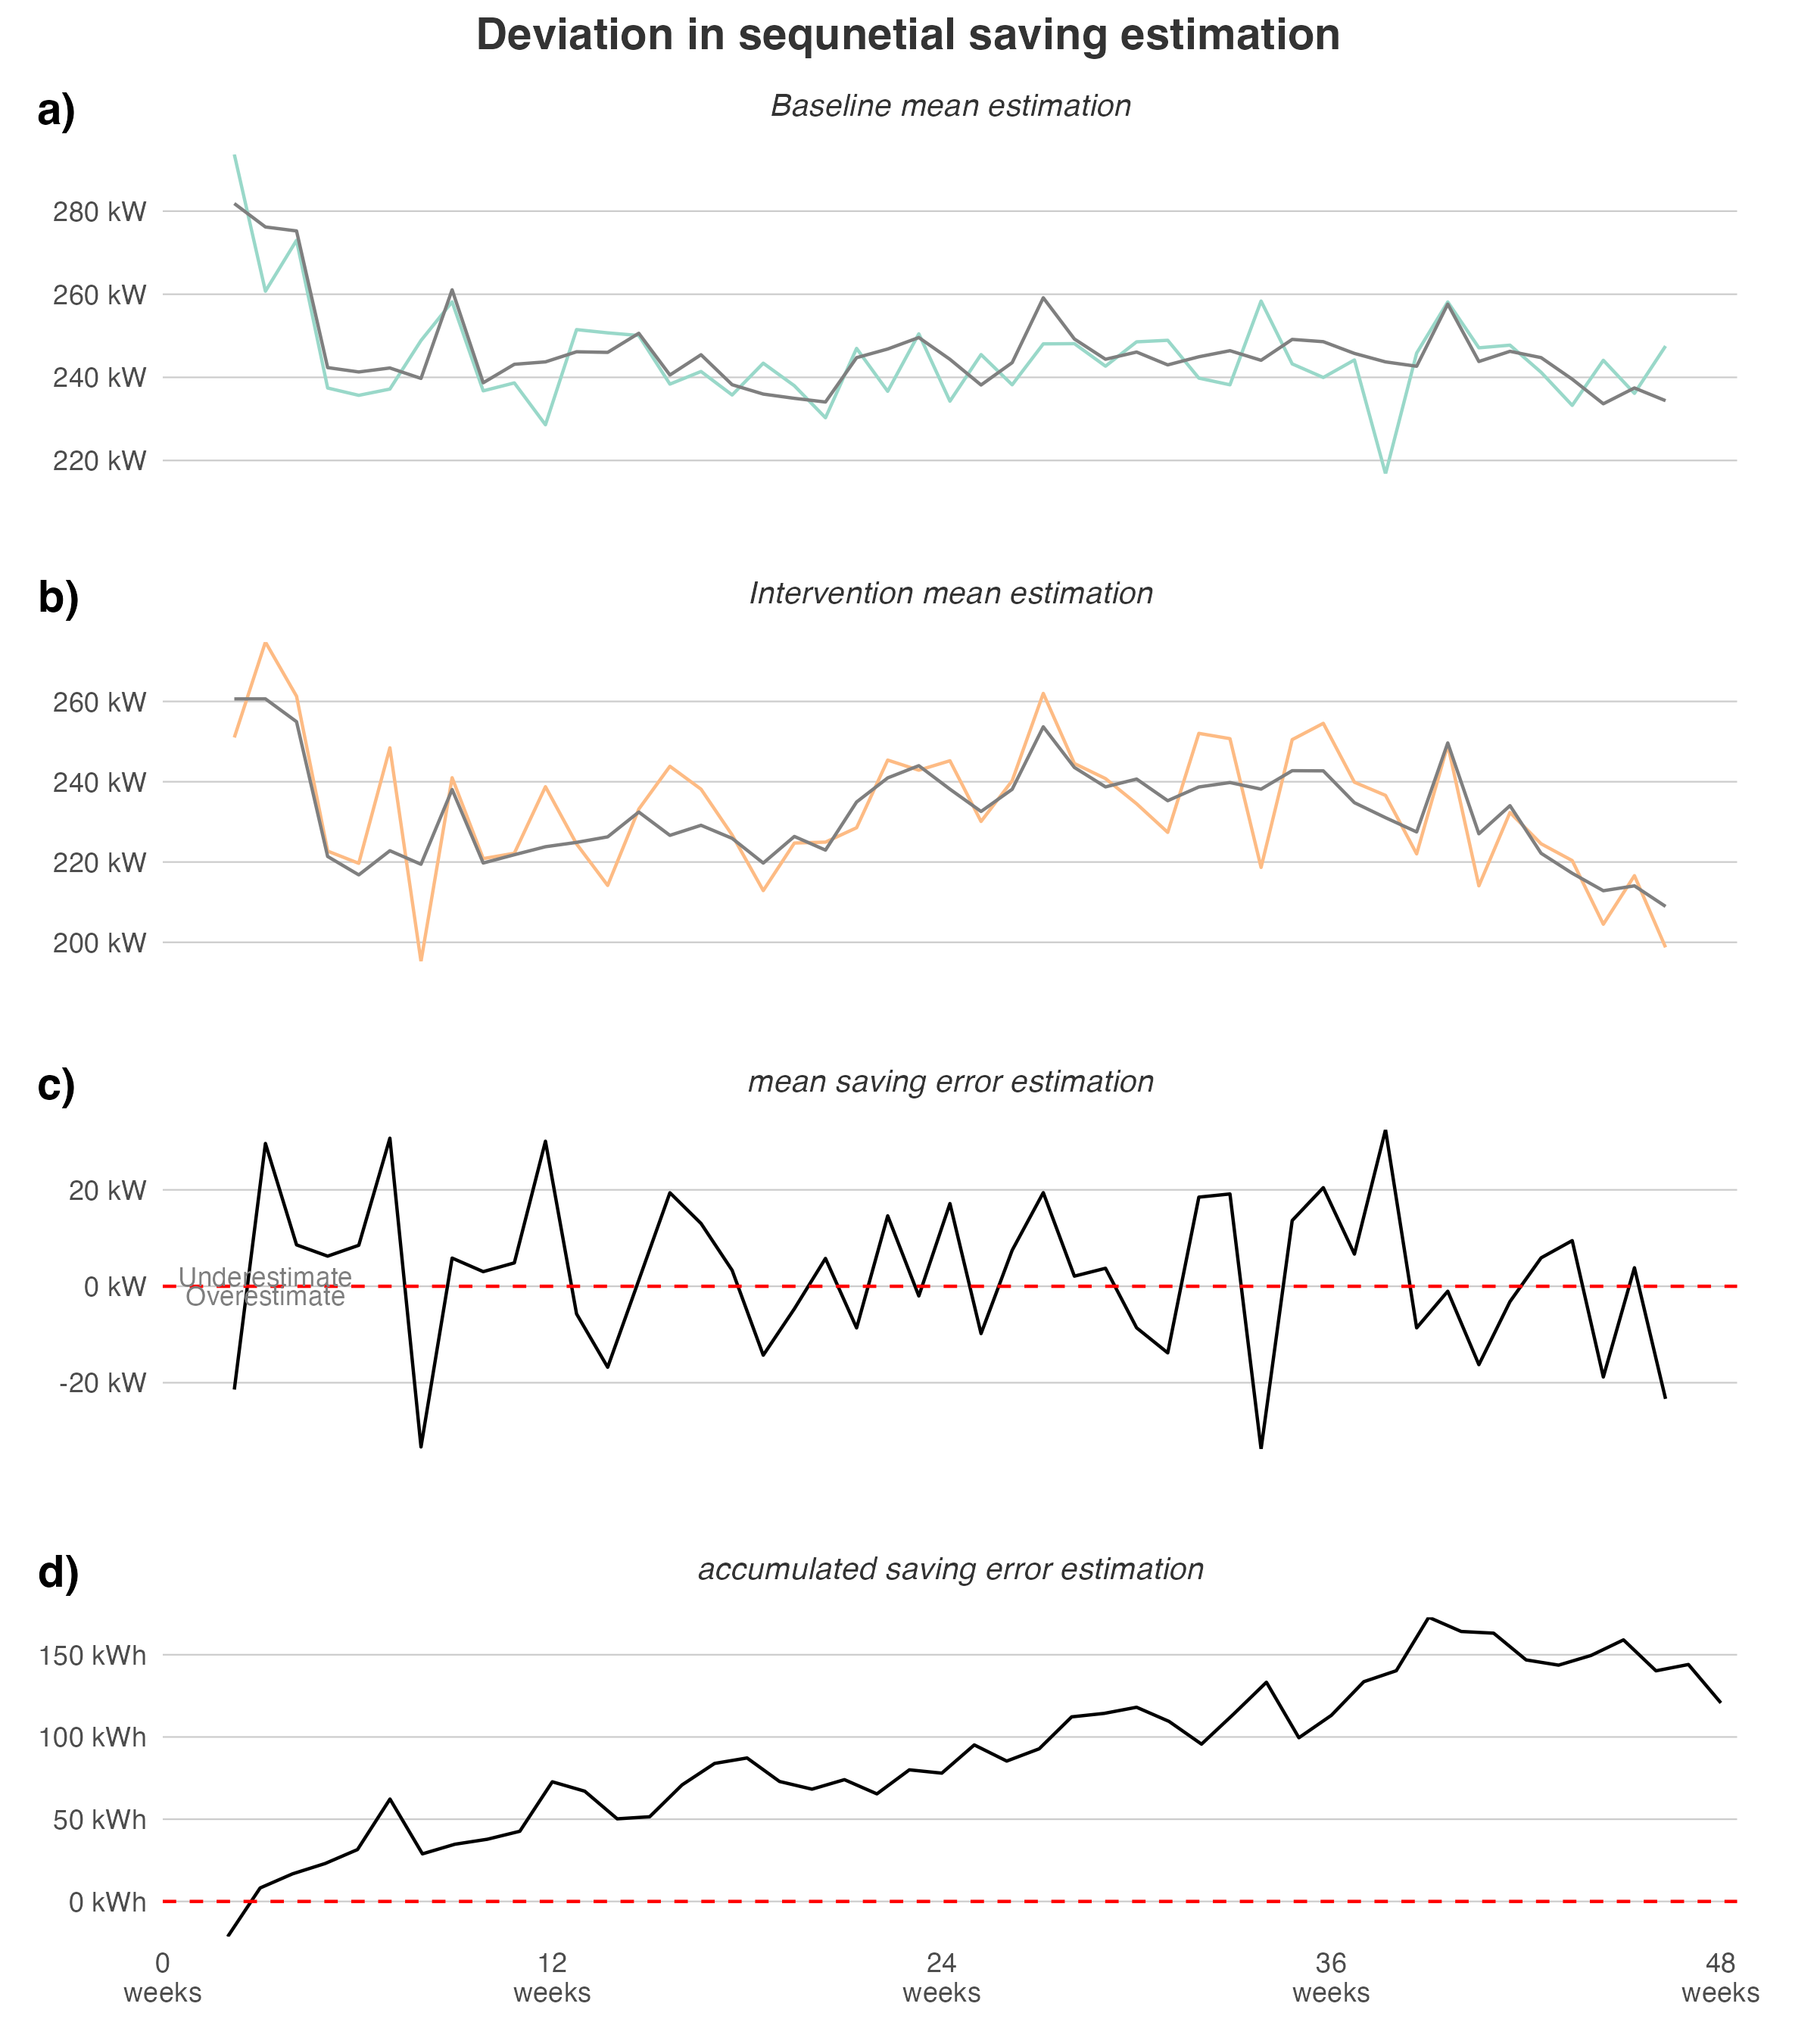 Deviation in sequnetial saving estimation
a)
Baseline mean estimation
280 kW
260 kW
240 kW
220 kW
b)
Intervention mean estimation
260 kW
240 kW
220 kW
200 kW
c)
mean saving error estimation
20 kW
Underestimate
0 kW
Overestimate
-20 kW
d)
accumulated saving error estimation
150 kWh
100 kWh
50 kWh
0 kWh
0 12 24 36 48
weeks weeks weeks weeks weeks